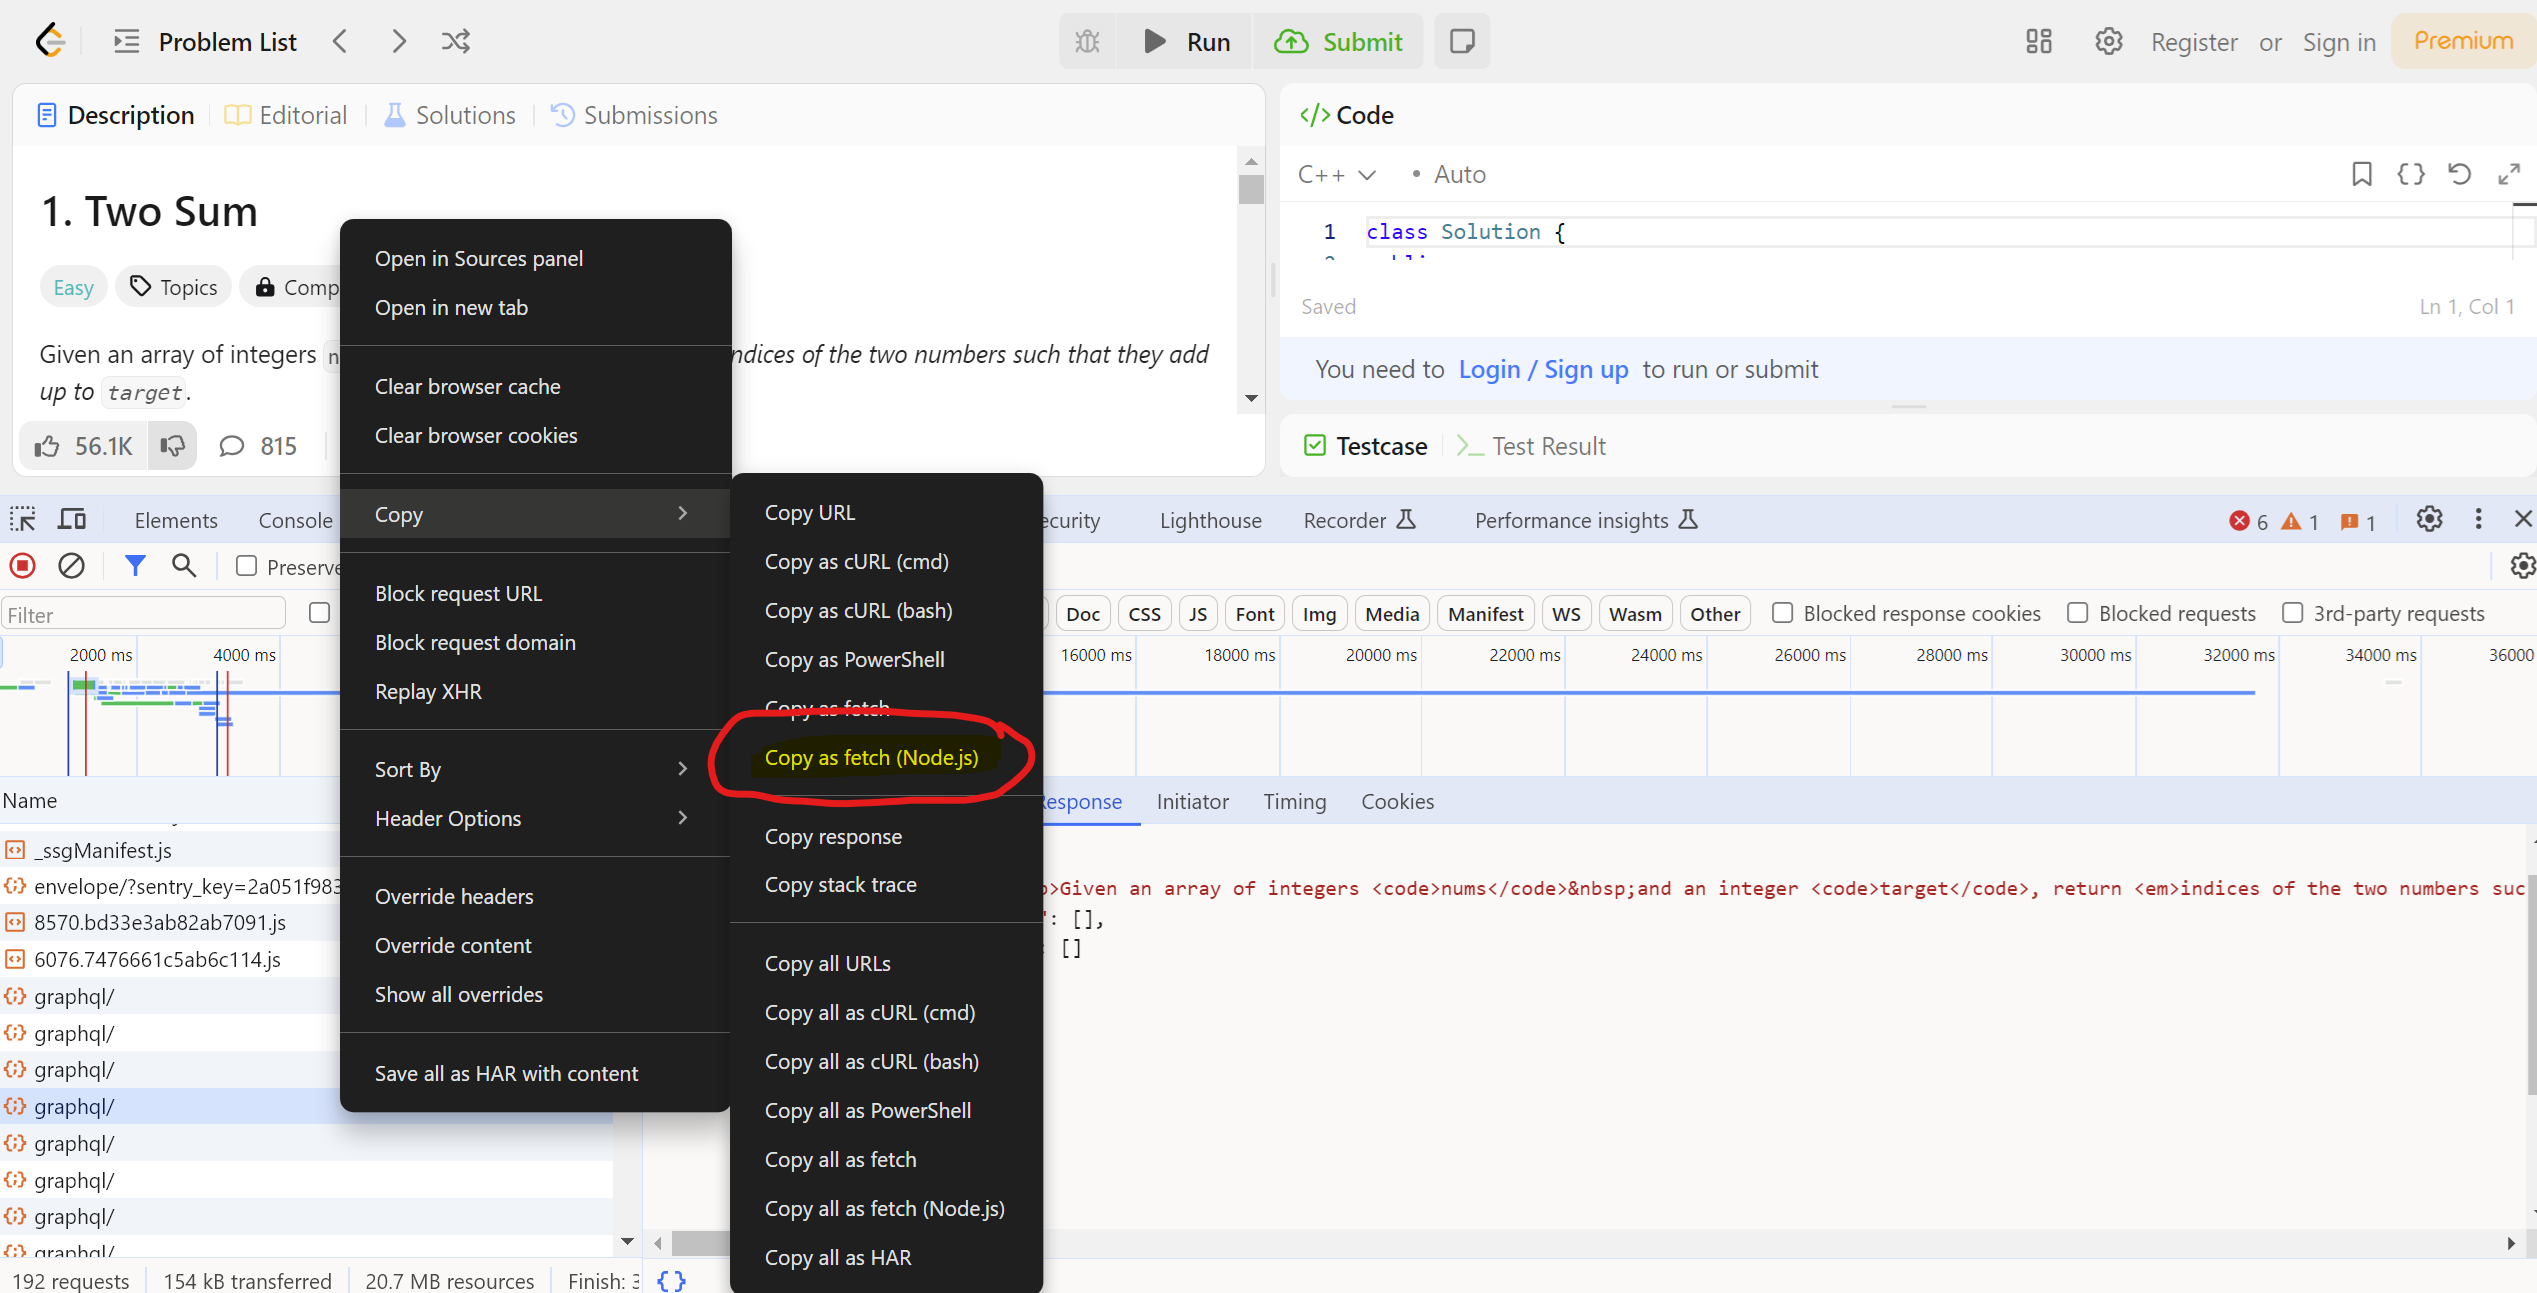 Problem List
Run
Submit
Register or Sign in
Premium
Description
Editorial
Solutions
Submissions
1. Two Sum
Easy
Topics
Comp
Given an array of integers n
ndices of the two numbers such that they add
up to target.
56.1K
815
</> Code
C++
• Auto
1 class Solution {
Saved
Ln 1, Col 1
You need to Login / Sign up to run or submit
Testcase
Test Result
Open in Sources panel
Open in new tab
Clear browser cache
Clear browser cookies
Copy
Block request URL
Block request domain
Replay XHR
Sort By
Header Options
Override headers
Override content
Show all overrides
Save all as HAR with content
Copy URL
Copy as cURL (cmd)
Copy as cURL (bash)
Copy as PowerShell
Copy as fetch
Copy as fetch (Node.js)
Copy response
Copy stack trace
Copy all URLs
Copy all as cURL (cmd)
Copy all as cURL (bash)
Copy all as PowerShell
Copy all as fetch
Copy all as fetch (Node.js)
Copy all as HAR
Elements
Console
ecurity
Lighthouse
Recorder
Performance insights
6
1
1
Preserve
Filter
Doc
CSS
JS
Font
Img
Media
Manifest
WS
Wasm
Other
Blocked response cookies
Blocked requests
3rd-party requests
2000 ms
4000 ms
16000 ms
18000 ms
20000 ms
22000 ms
24000 ms
26000 ms
28000 ms
30000 ms
32000 ms
34000 ms
36000
Name
_ssgManifest.js
envelope/?sentry_key=2a051f983
8570.bd33e3ab82ab7091.js
6076.7476661c5ab6c114.js
graphql/
graphql/
graphql/
graphql/
graphql/
graphql/
graphql/
graphql/
Response
Initiator
Timing
Cookies
>Given an array of integers <code>nums</code>&nbsp;and an integer <code>target</code>, return <em>indices of the two numbers suc
": [],
: []
192 requests
154 kB transferred
20.7 MB resources
Finish: 3
{ }